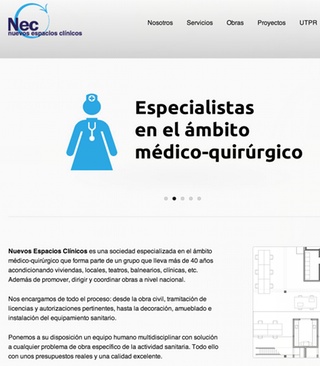 Nec
nuevos espacios clínicos
Nosotros Servicios Obras Proyectos UTPR
Especialistas
en el ámbito
médico-quirúrgico
Nuevos Espacios Clínicos es una sociedad especializada en el ámbito
médico-quirúrgico que forma parte de un grupo que lleva más de 40 años
acondicionando viviendas, locales, teatros, balnearios, clínicas, etc.
Además de promover, dirigir y coordinar obras a nivel nacional.
Nos encargamos de todo el proceso: desde la obra civil, tramitación de
licencias y autorizaciones pertinentes, hasta la decoración, amueblado e
instalación del equipamiento sanitario.
Ponemos a su disposición un equipo humano multidisciplinar con solución
a cualquier problema de obra específico de la actividad sanitaria. Todo ello
con unos presupuestos reales y una calidad excelente.